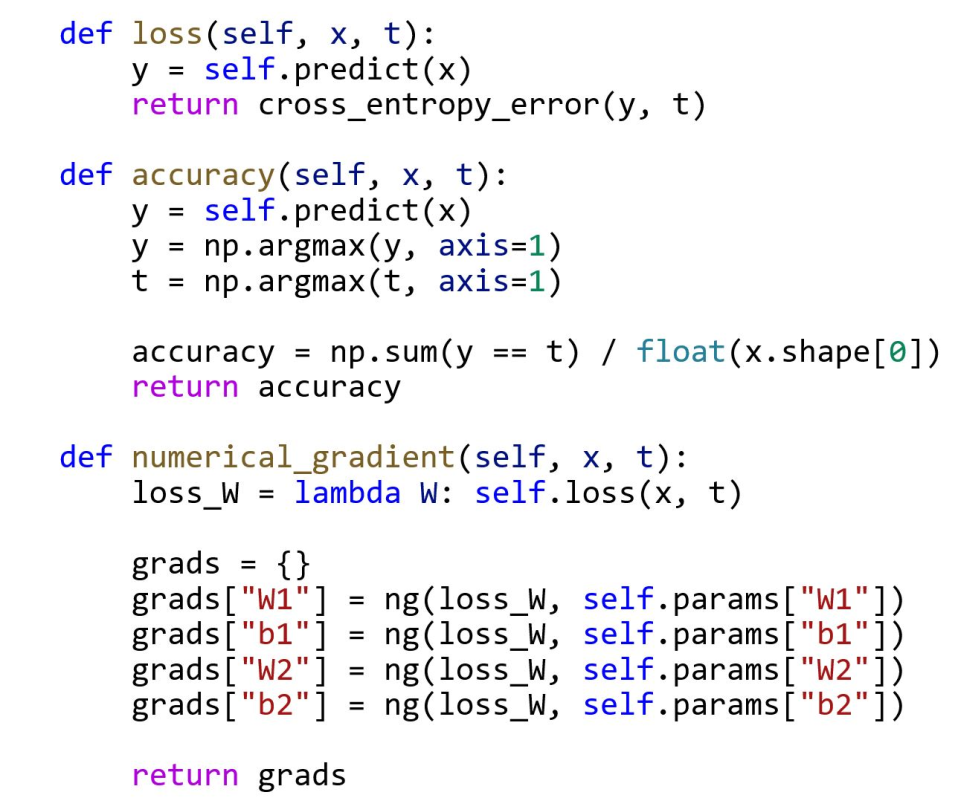 def loss(self, x, t):
    y = self.predict(x)
    return cross_entropy_error(y, t)

def accuracy(self, x, t):
    y = self.predict(x)
    y = np.argmax(y, axis=1)
    t = np.argmax(t, axis=1)

    accuracy = np.sum(y == t) / float(x.shape[0])
    return accuracy

def numerical_gradient(self, x, t):
    loss_W = lambda W: self.loss(x, t)

    grads = {}
    grads["W1"] = ng(loss_W, self.params["W1"])
    grads["b1"] = ng(loss_W, self.params["b1"])
    grads["W2"] = ng(loss_W, self.params["W2"])
    grads["b2"] = ng(loss_W, self.params["b2"])

    return grads